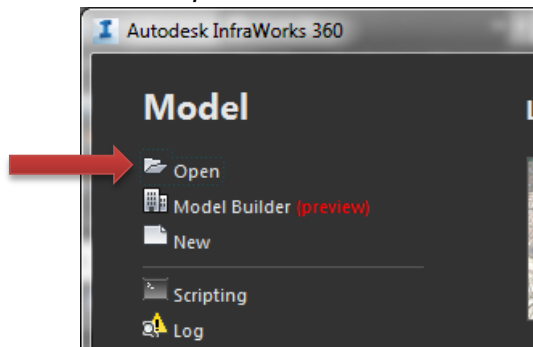 Autodesk InfraWorks 360
Model
Open
Model Builder (preview)
New
Scripting
Log